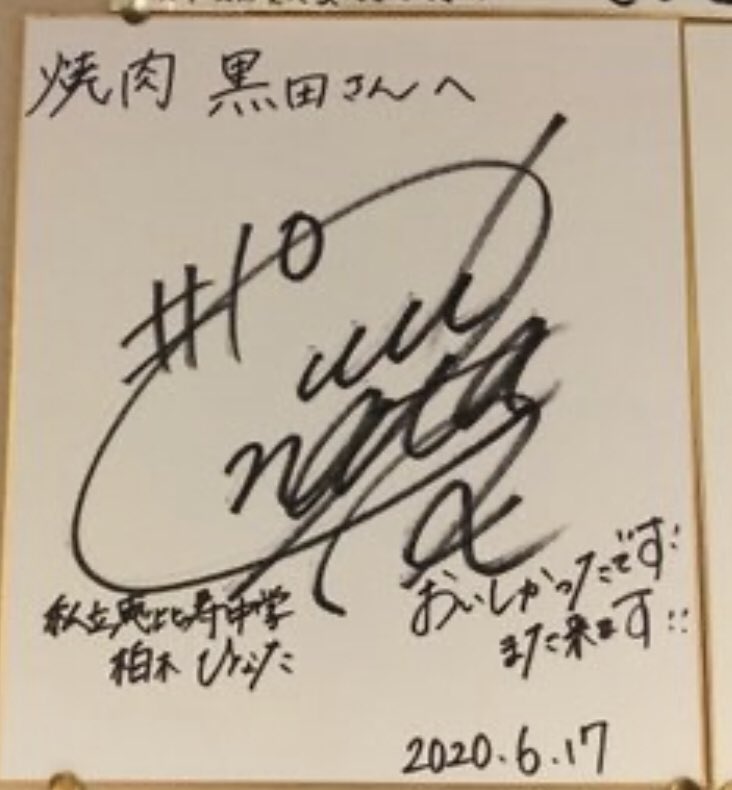 焼肉 黒田さんへ
#10
nata
私立恵比寿中学
柏木 ひなた
おいしかったです!!
また来ます!!
2020.6.17